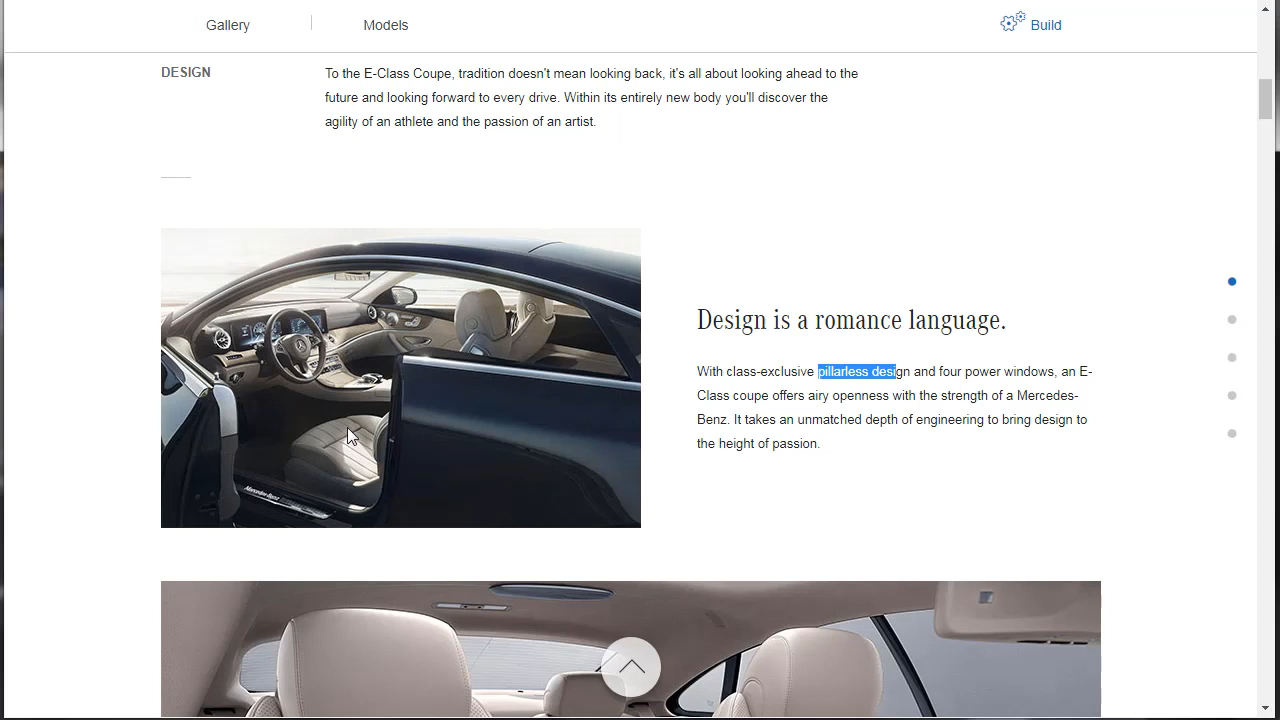 Gallery
Models
Build
DESIGN
To the E-Class Coupe, tradition doesn't mean looking back, it's all about looking ahead to the
future and looking forward to every drive. Within its entirely new body you'll discover the
agility of an athlete and the passion of an artist.
Design is a romance language.
With class-exclusive pillarless design and four power windows, an E-
Class coupe offers airy openness with the strength of a Mercedes-
Benz. It takes an unmatched depth of engineering to bring design to
the height of passion.
Mercedes-Benz